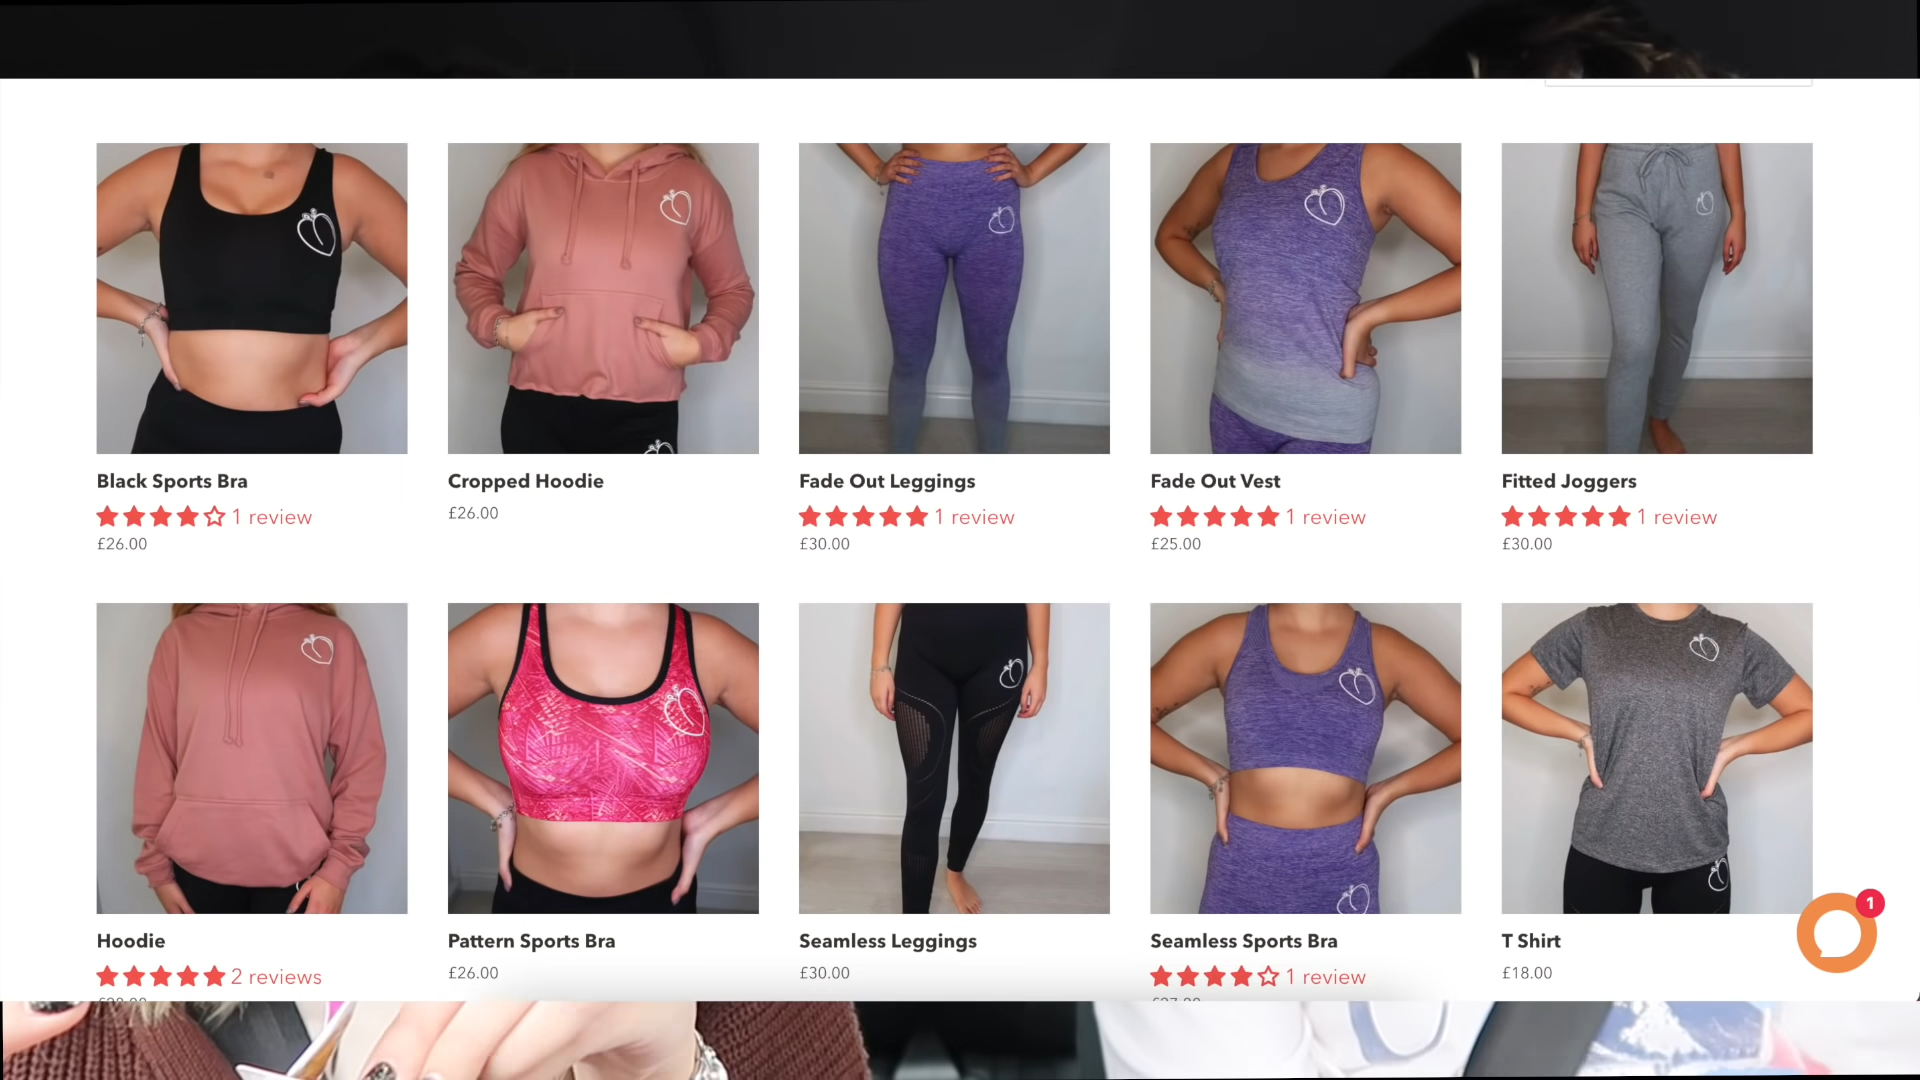 Black Sports Bra
1 review
£26.00
Cropped Hoodie
£26.00
Fade Out Leggings
1 review
£30.00
Fade Out Vest
1 review
£25.00
Fitted Joggers
1 review
£30.00
Hoodie
2 reviews
Pattern Sports Bra
£26.00
Seamless Leggings
£30.00
Seamless Sports Bra
1 review
T Shirt
£18.00
1